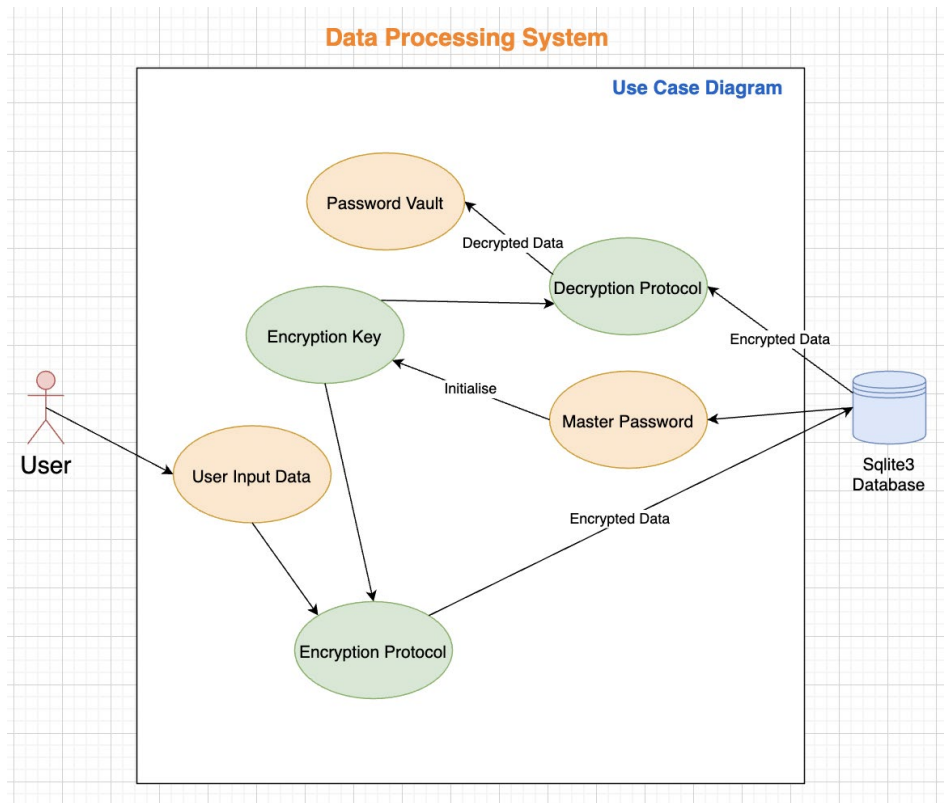 Data Processing System
Use Case Diagram
Password Vault
Decrypted Data
Decryption Protocol
Encryption Key
Encrypted Data
Initialise
Master Password
User
User Input Data
Sqlite3
Database
Encrypted Data
Encryption Protocol